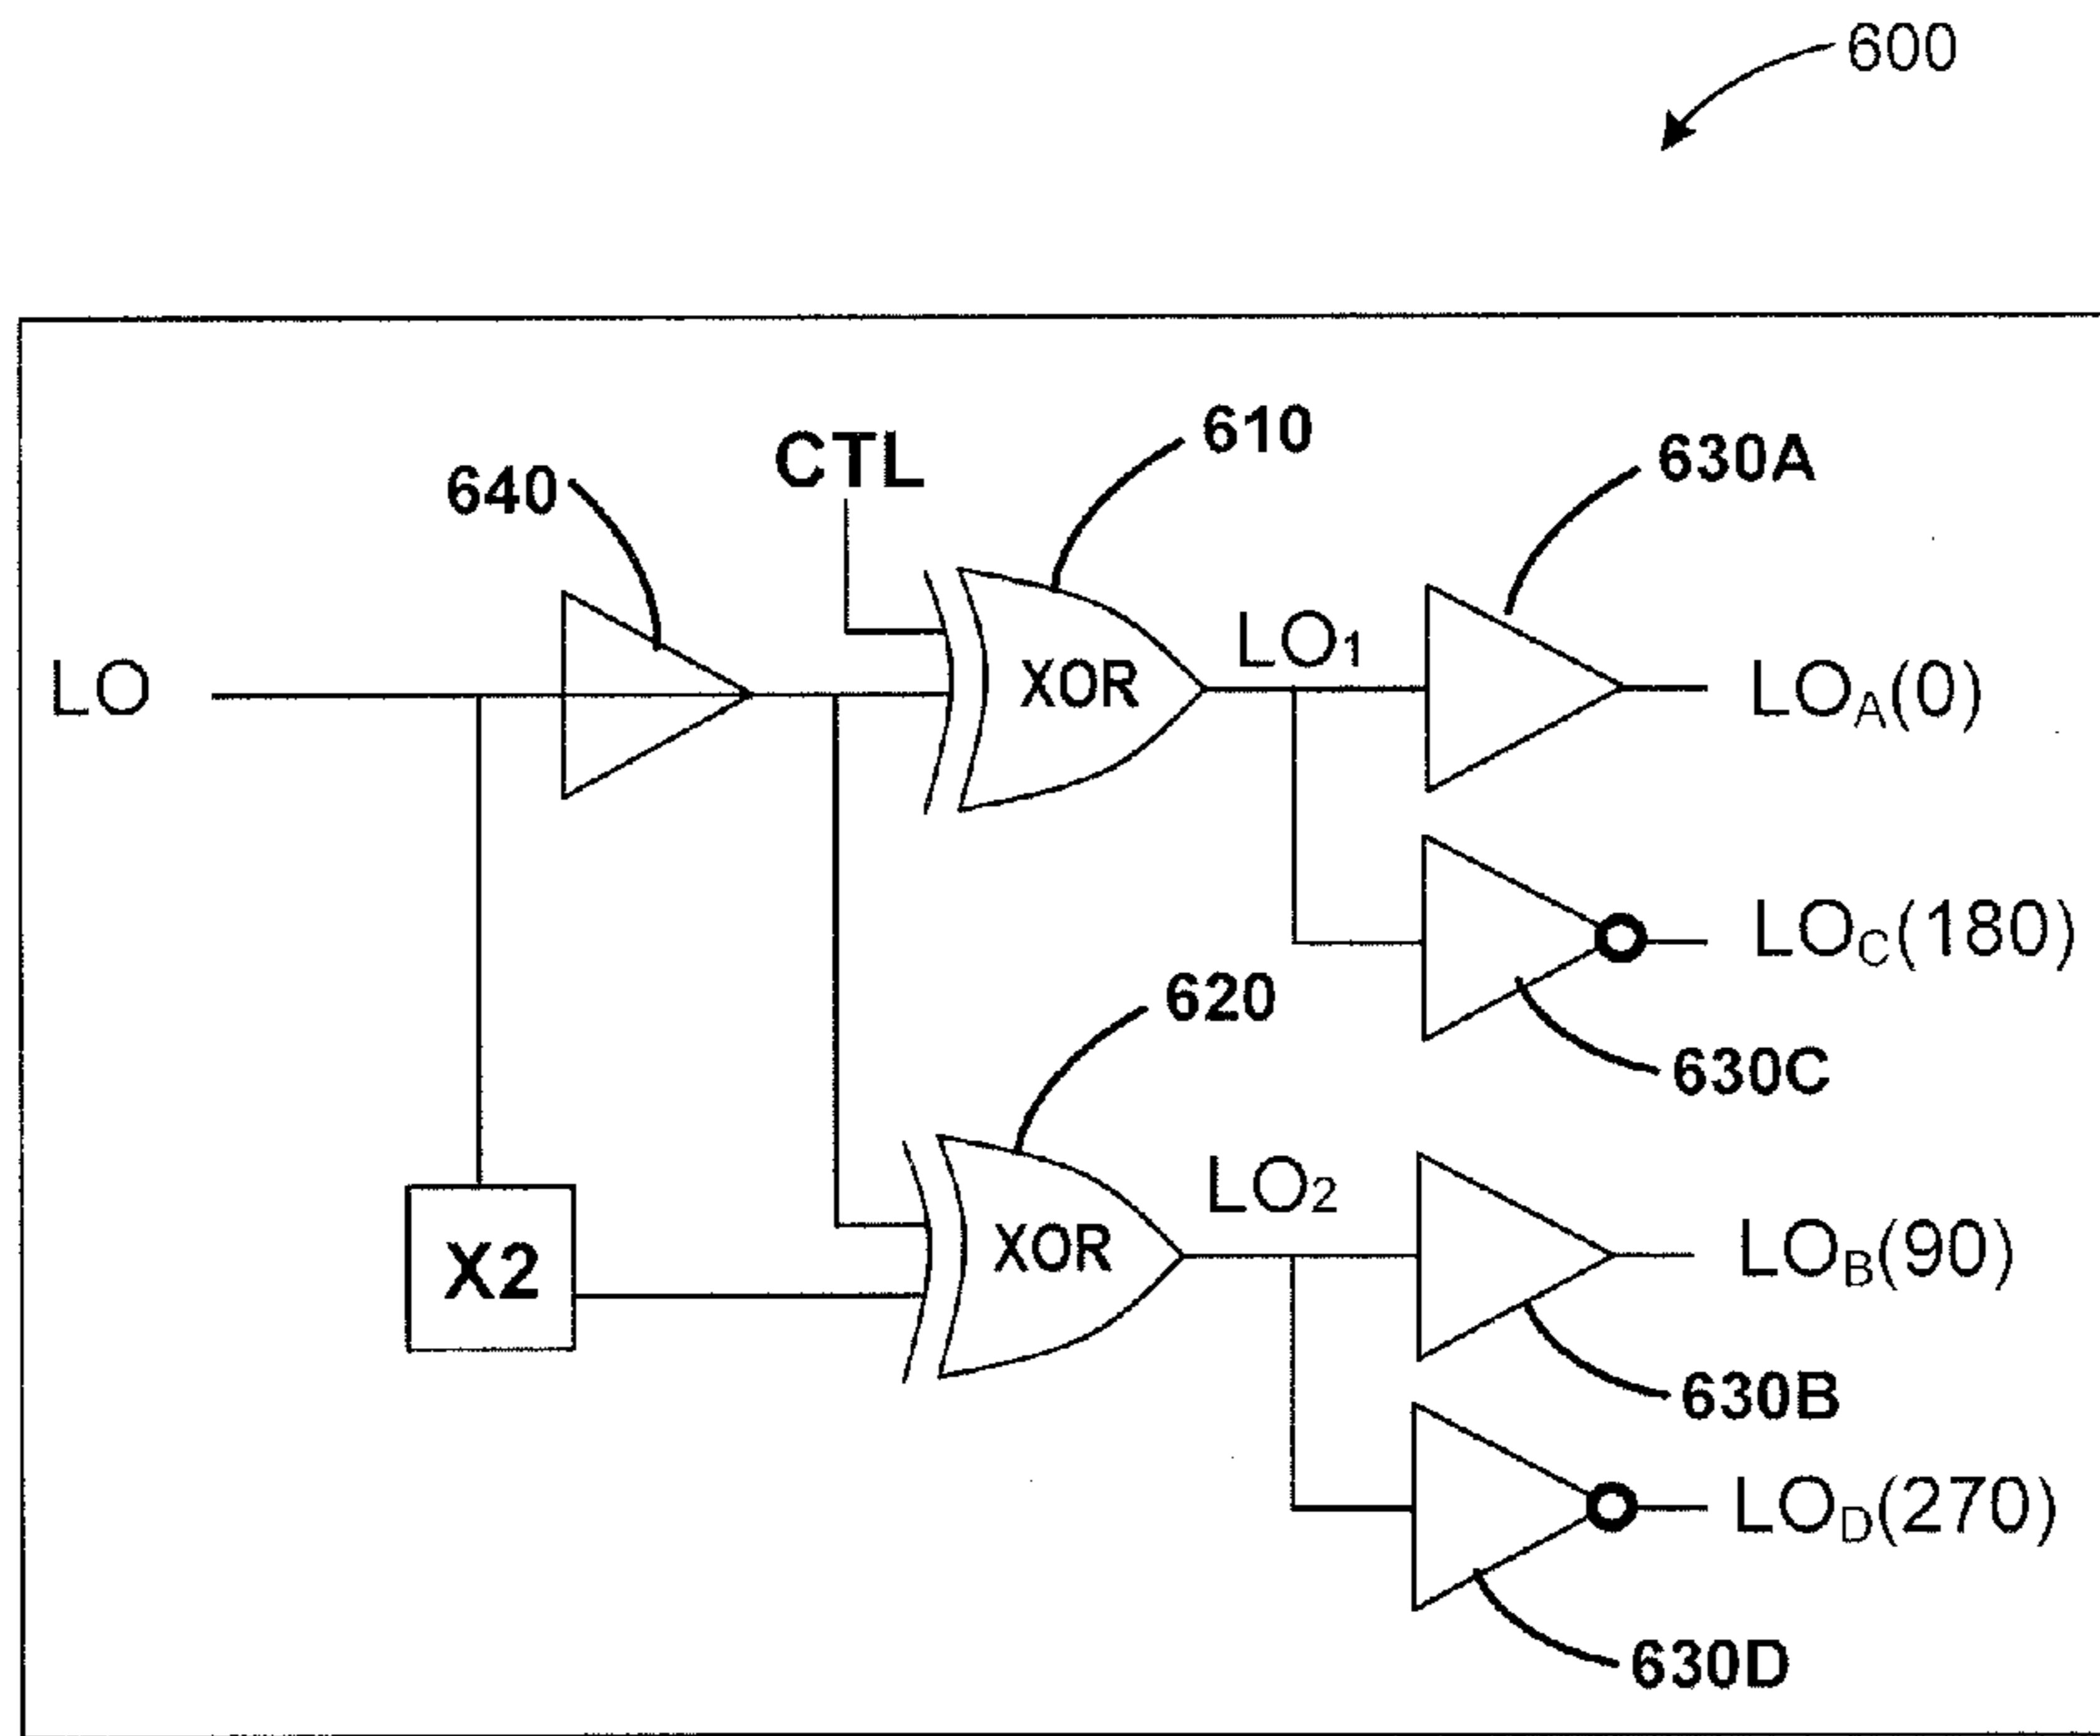 600
CTL
610
630A
640
LO
XOR
LO1
LOA(0)
LOC(180)
630C
620
X2
XOR
LO2
LOB(90)
630B
LOD(270)
630D